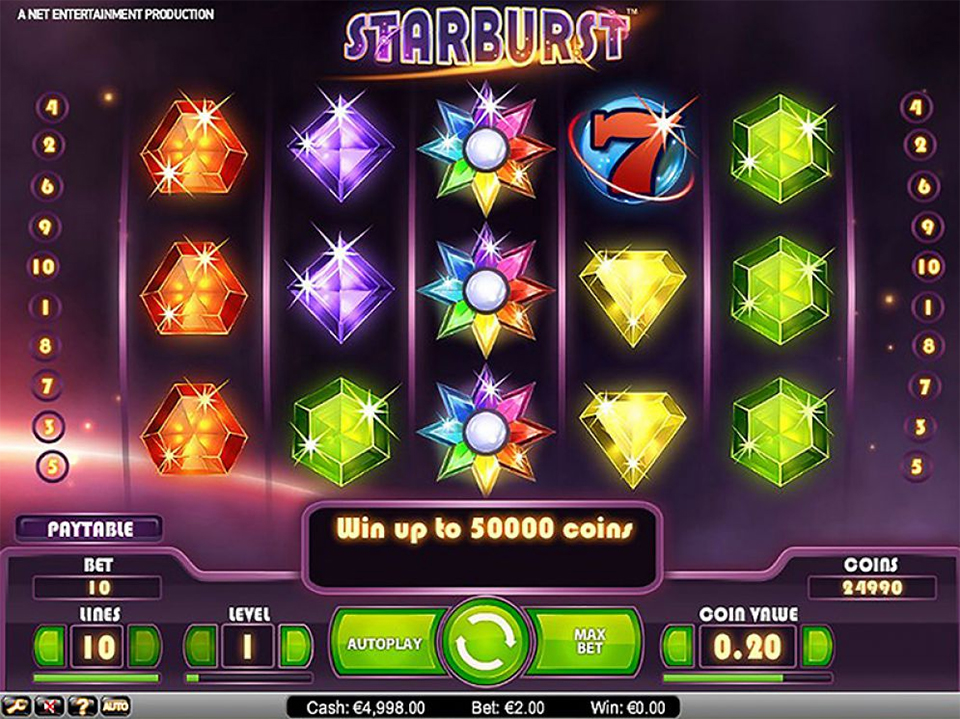 A NET ENTERTAINMENT PRODUCTION
STARBURST™
4 4
2 2
6 6
9 9
10 10
1 1
8 8
7 7
3 3
5 5
7
PAYTABLE
Win up to 50000 coins
BET
10
COINS
24990
LINES
10
LEVEL
1
AUTOPLAY
MAX
BET
COIN VALUE
0.20
?
AUTO
Cash: €4,998.00 Bet: €2.00 Win: €0.00